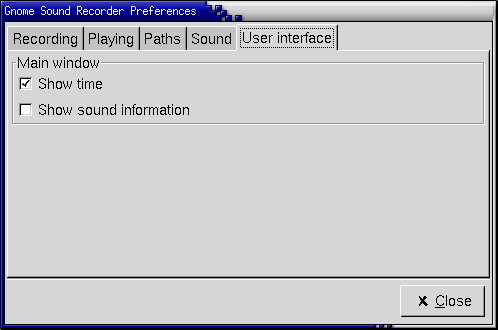 Gnome Sound Recorder Preferences
Recording Playing Paths Sound User interface
Main window
Show time
Show sound information
Close